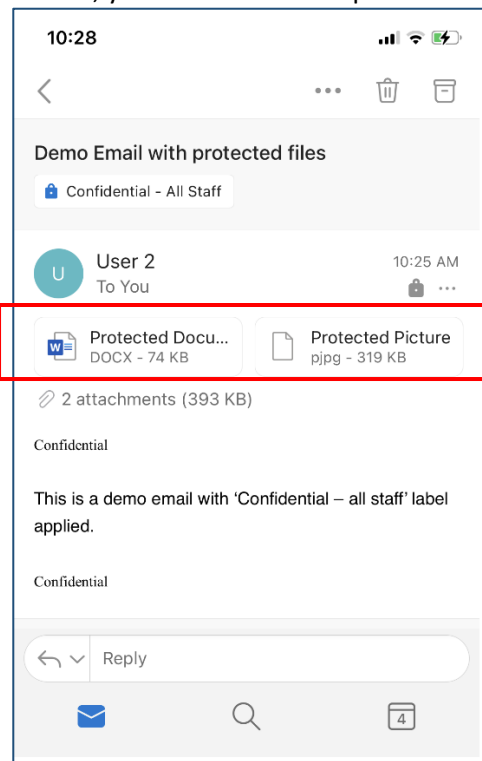 10:28
Demo Email with protected files
Confidential - All Staff
U
User 2
10:25 AM
To You
W
Protected Docu...
DOCX - 74 KB
Protected Picture
pjpg - 319 KB
2 attachments (393 KB)
Confidential
This is a demo email with ‘Confidential – all staff’ label
applied.
Confidential
Reply
4